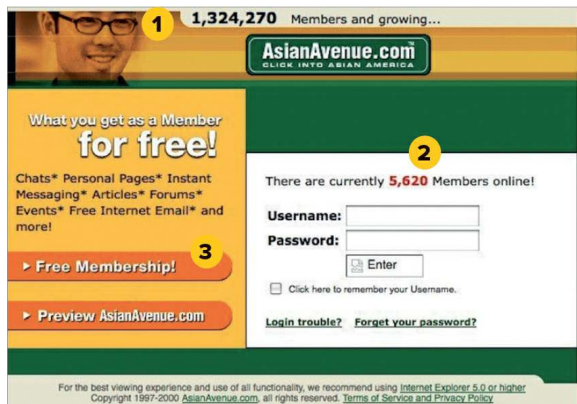 1
1,324,270 Members and growing...
AsianAvenue.com™
CLICK INTO ASIAN AMERICA
What you get as a Member
for free!
Chats* Personal Pages* Instant
Messaging* Articles* Forums*
Events* Free Internet Email* and
more!
3
Free Membership!
Preview AsianAvenue.com
2
There are currently 5,620 Members online!
Username:
Password:
Enter
Click here to remember your Username.
Login trouble? Forget your password?
For the best viewing experience and use of all functionality, we recommend using Internet Explorer 5.0 or higher
Copyright 1997-2000 AsianAvenue.com, all rights reserved. Terms of Service and Privacy Policy